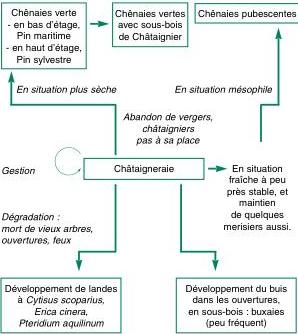 Chênaies verte
- en bas d'étage,
Pin maritime
- en haut d'étage,
Pin sylvestre
Chênaies vertes
avec sous-bois
de Châtaignier
Chênaies pubescentes
En situation plus sèche
En situation mésophile
Abandon de vergers,
châtaigniers
pas à sa place
Gestion
Châtaigneraie
En situation
fraîche à peu
près stable, et
maintien
de quelques
merisiers aussi.
Dégradation :
mort de vieux arbres,
ouvertures, feux
Développement de landes
à Cytisus scoparius,
Erica cinera,
Pteridium aquilinum
Développement du buis
dans les ouvertures,
en sous-bois : buxaies
(peu fréquent)